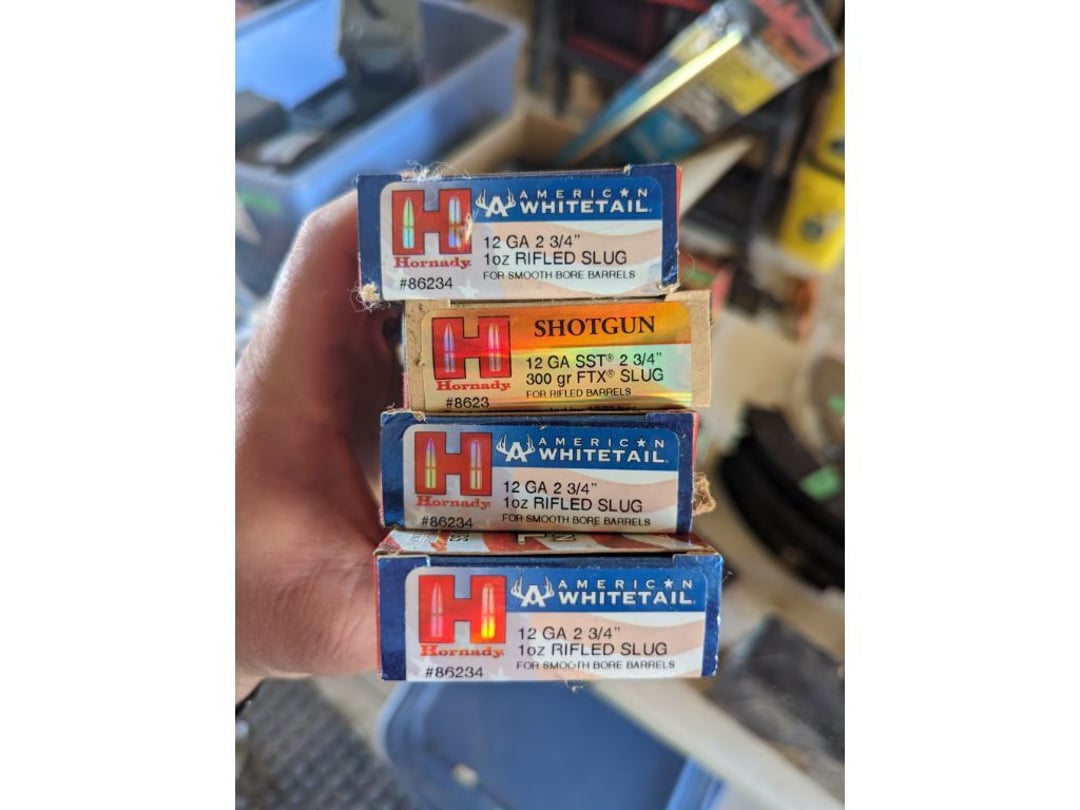 AMERICAN
WHITETAIL
12 GA 2 3/4"
1oz RIFLED SLUG
FOR SMOOTH BORE BARRELS
Hornady
#86234
SHOTGUN
12 GA SST® 2 3/4"
300 gr FTX® SLUG
FOR RIFLED BARRELS
Hornady
#8623
AMERICAN
WHITETAIL
12 GA 2 3/4"
1oz RIFLED SLUG
FOR SMOOTH BORE BARRELS
Hornady
#86234
AMERICAN
WHITETAIL
12 GA 2 3/4"
1oz RIFLED SLUG
FOR SMOOTH BORE BARRELS
Hornady
#86234